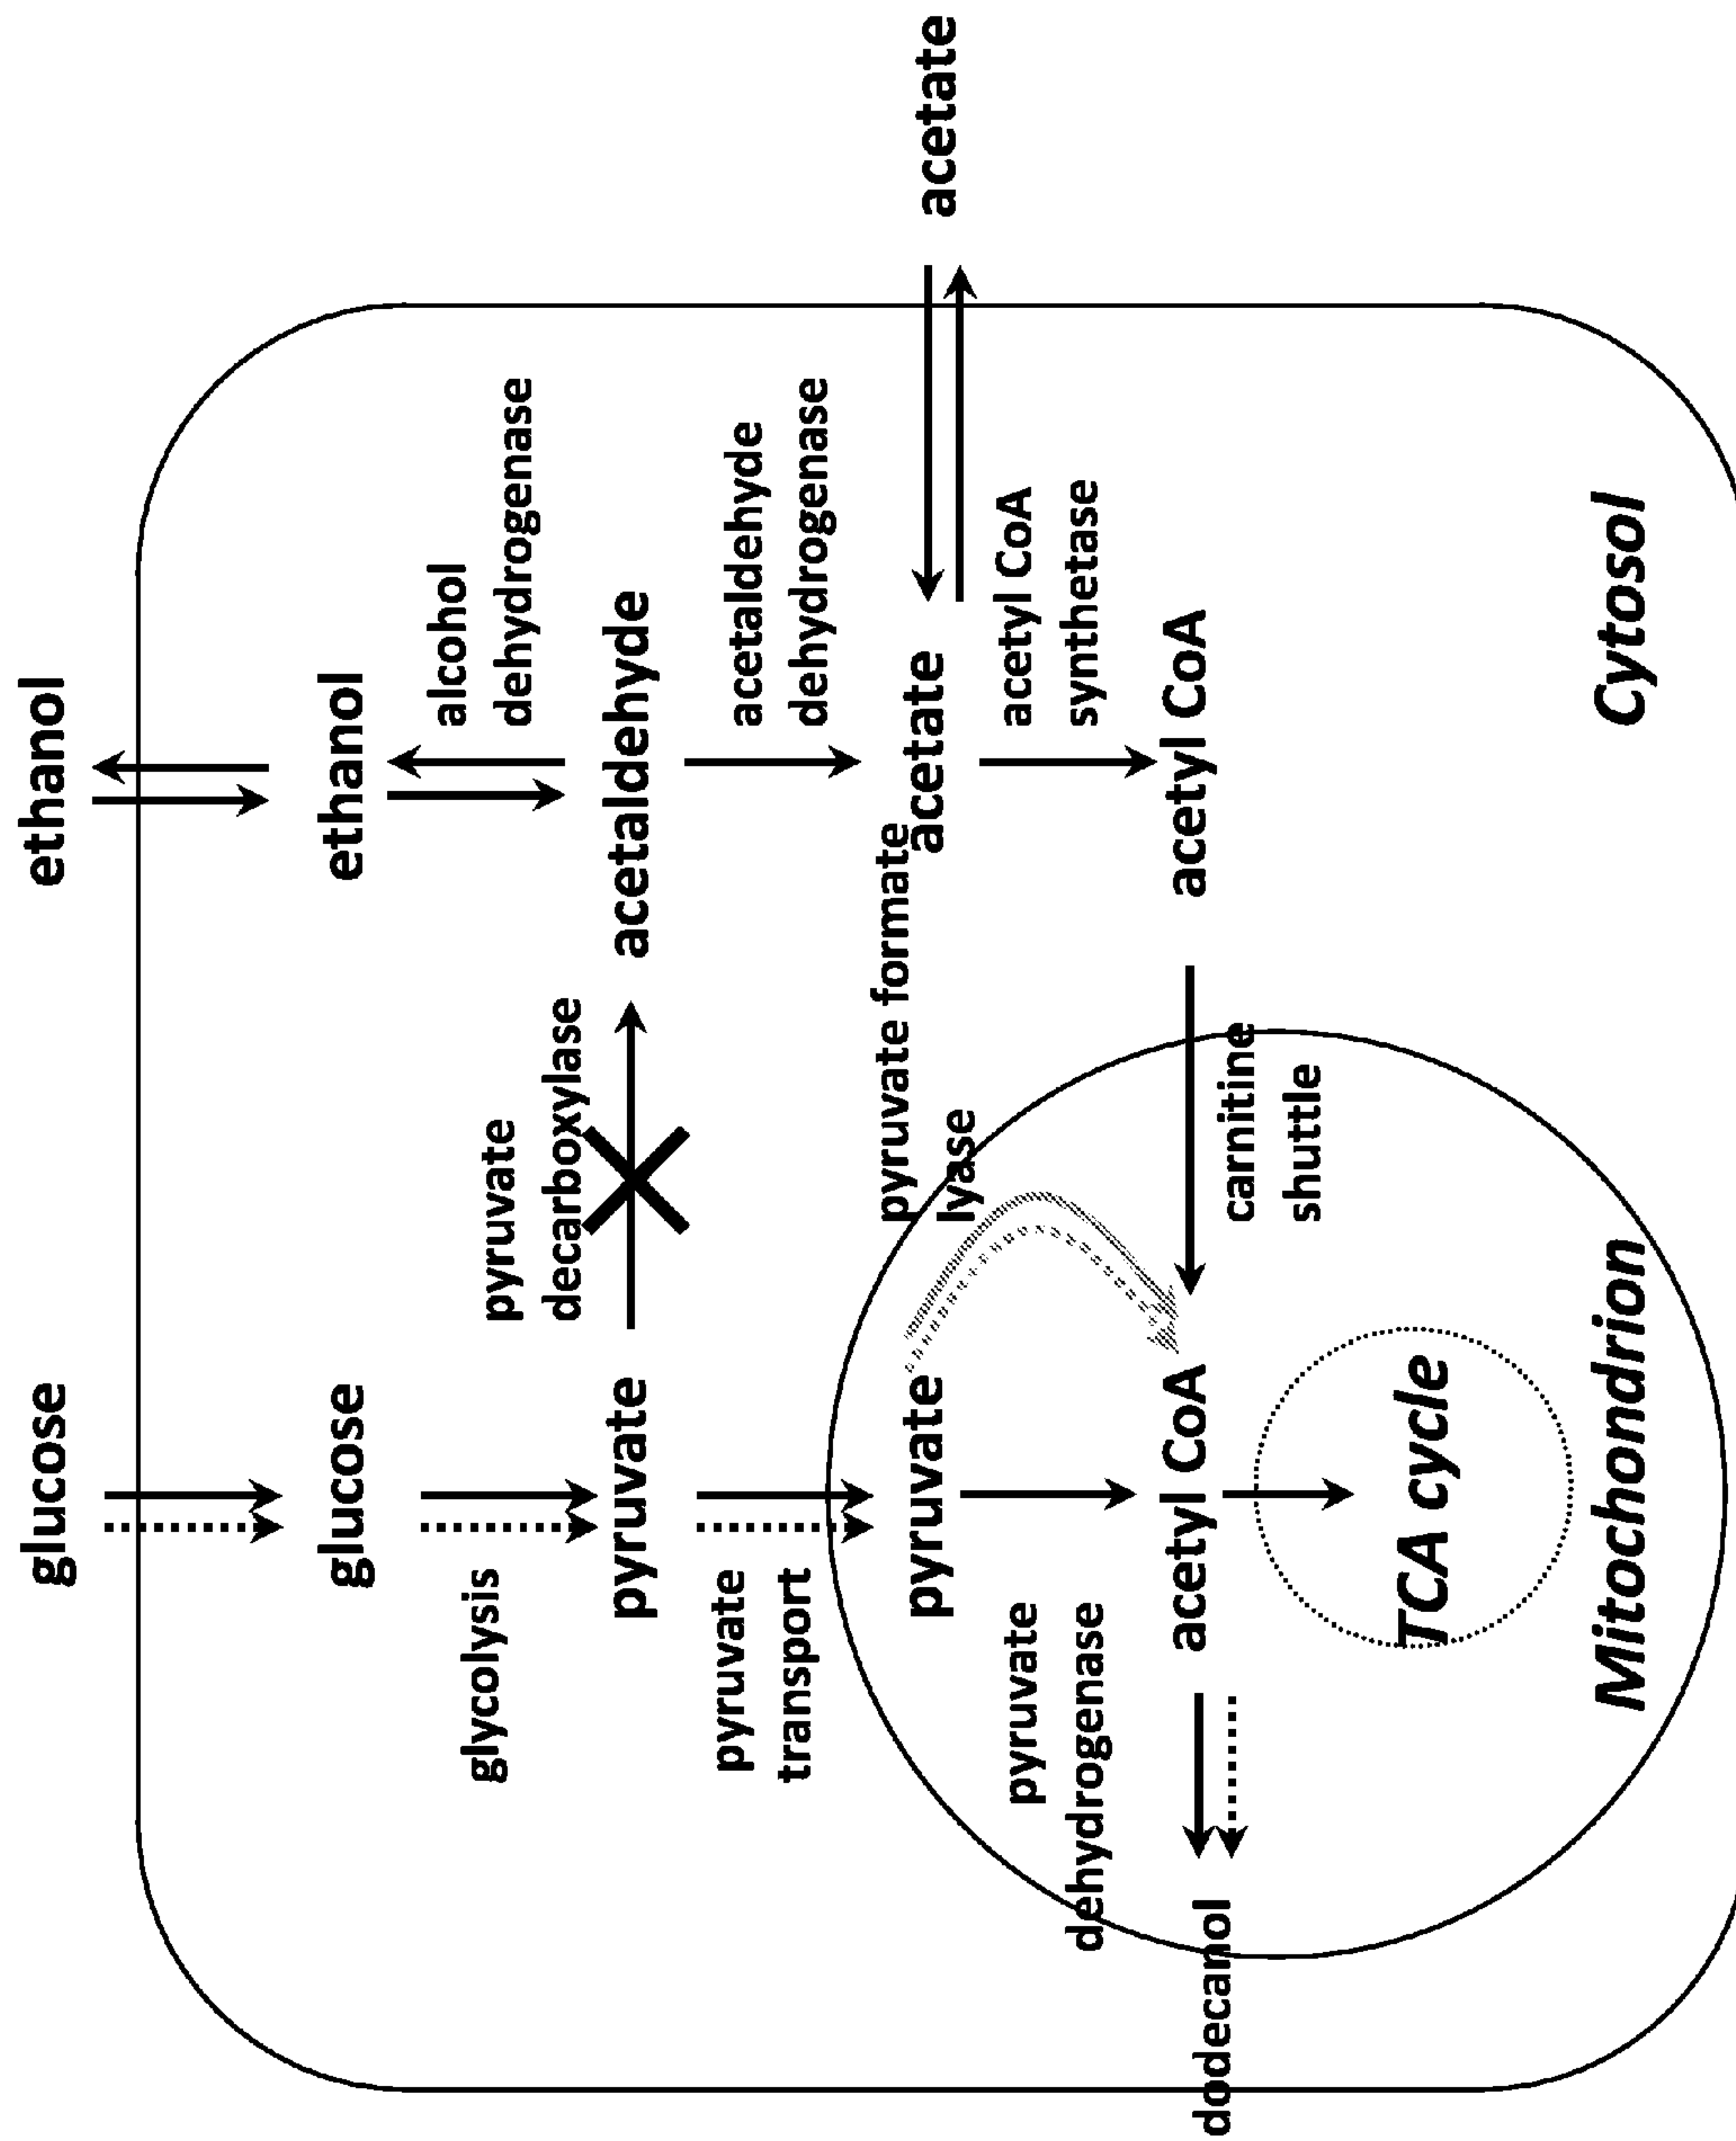 glucose
ethanol
glucose
ethanol
glycolysis
alcohol
dehydrogenase
pyruvate
decarboxylase
pyruvate
acetaldehyde
pyruvate
transport
acetaldehyde
dehydrogenase
pyruvate formate
lyase
pyruvate
acetate
acetate
pyruvate
dehydrogenase
acetyl CoA
synthetase
dodecanol
acetyl CoA
acetyl CoA
carnitine
shuttle
TCA cycle
Mitochondrion
Cytosol